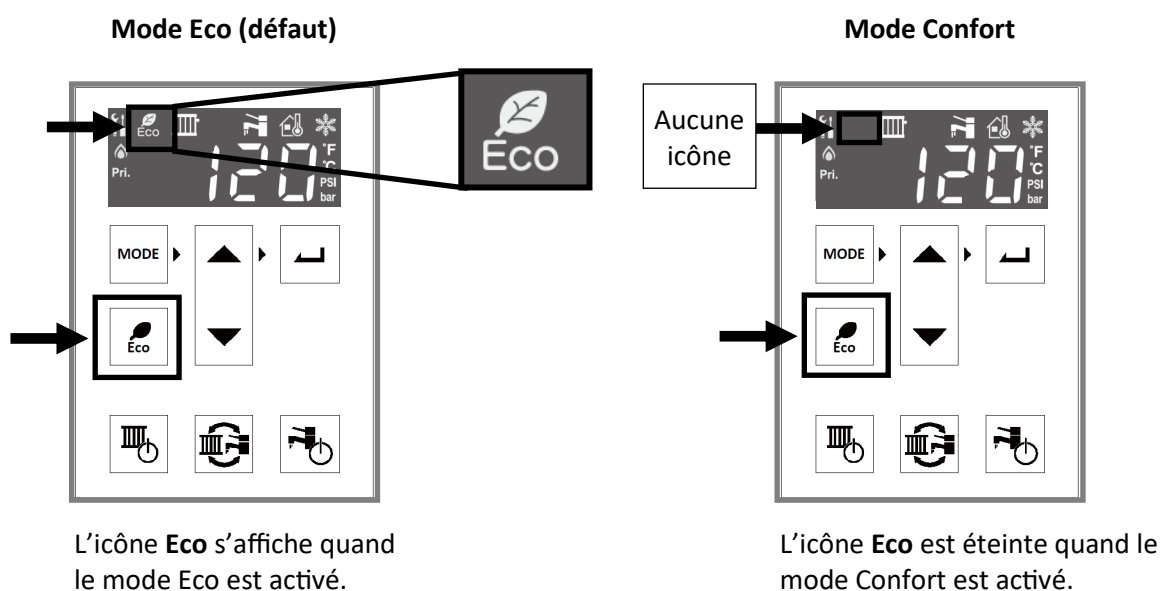 Mode Eco (défaut)
Eco
120
°F
°C
Pri.
PSI
bar
Eco
MODE
Eco
L'icône Eco s'affiche quand
le mode Eco est activé.
Mode Confort
Aucune
icône
120
°F
°C
Pri.
PSI
bar
MODE
Eco
L'icône Eco est éteinte quand le
mode Confort est activé.